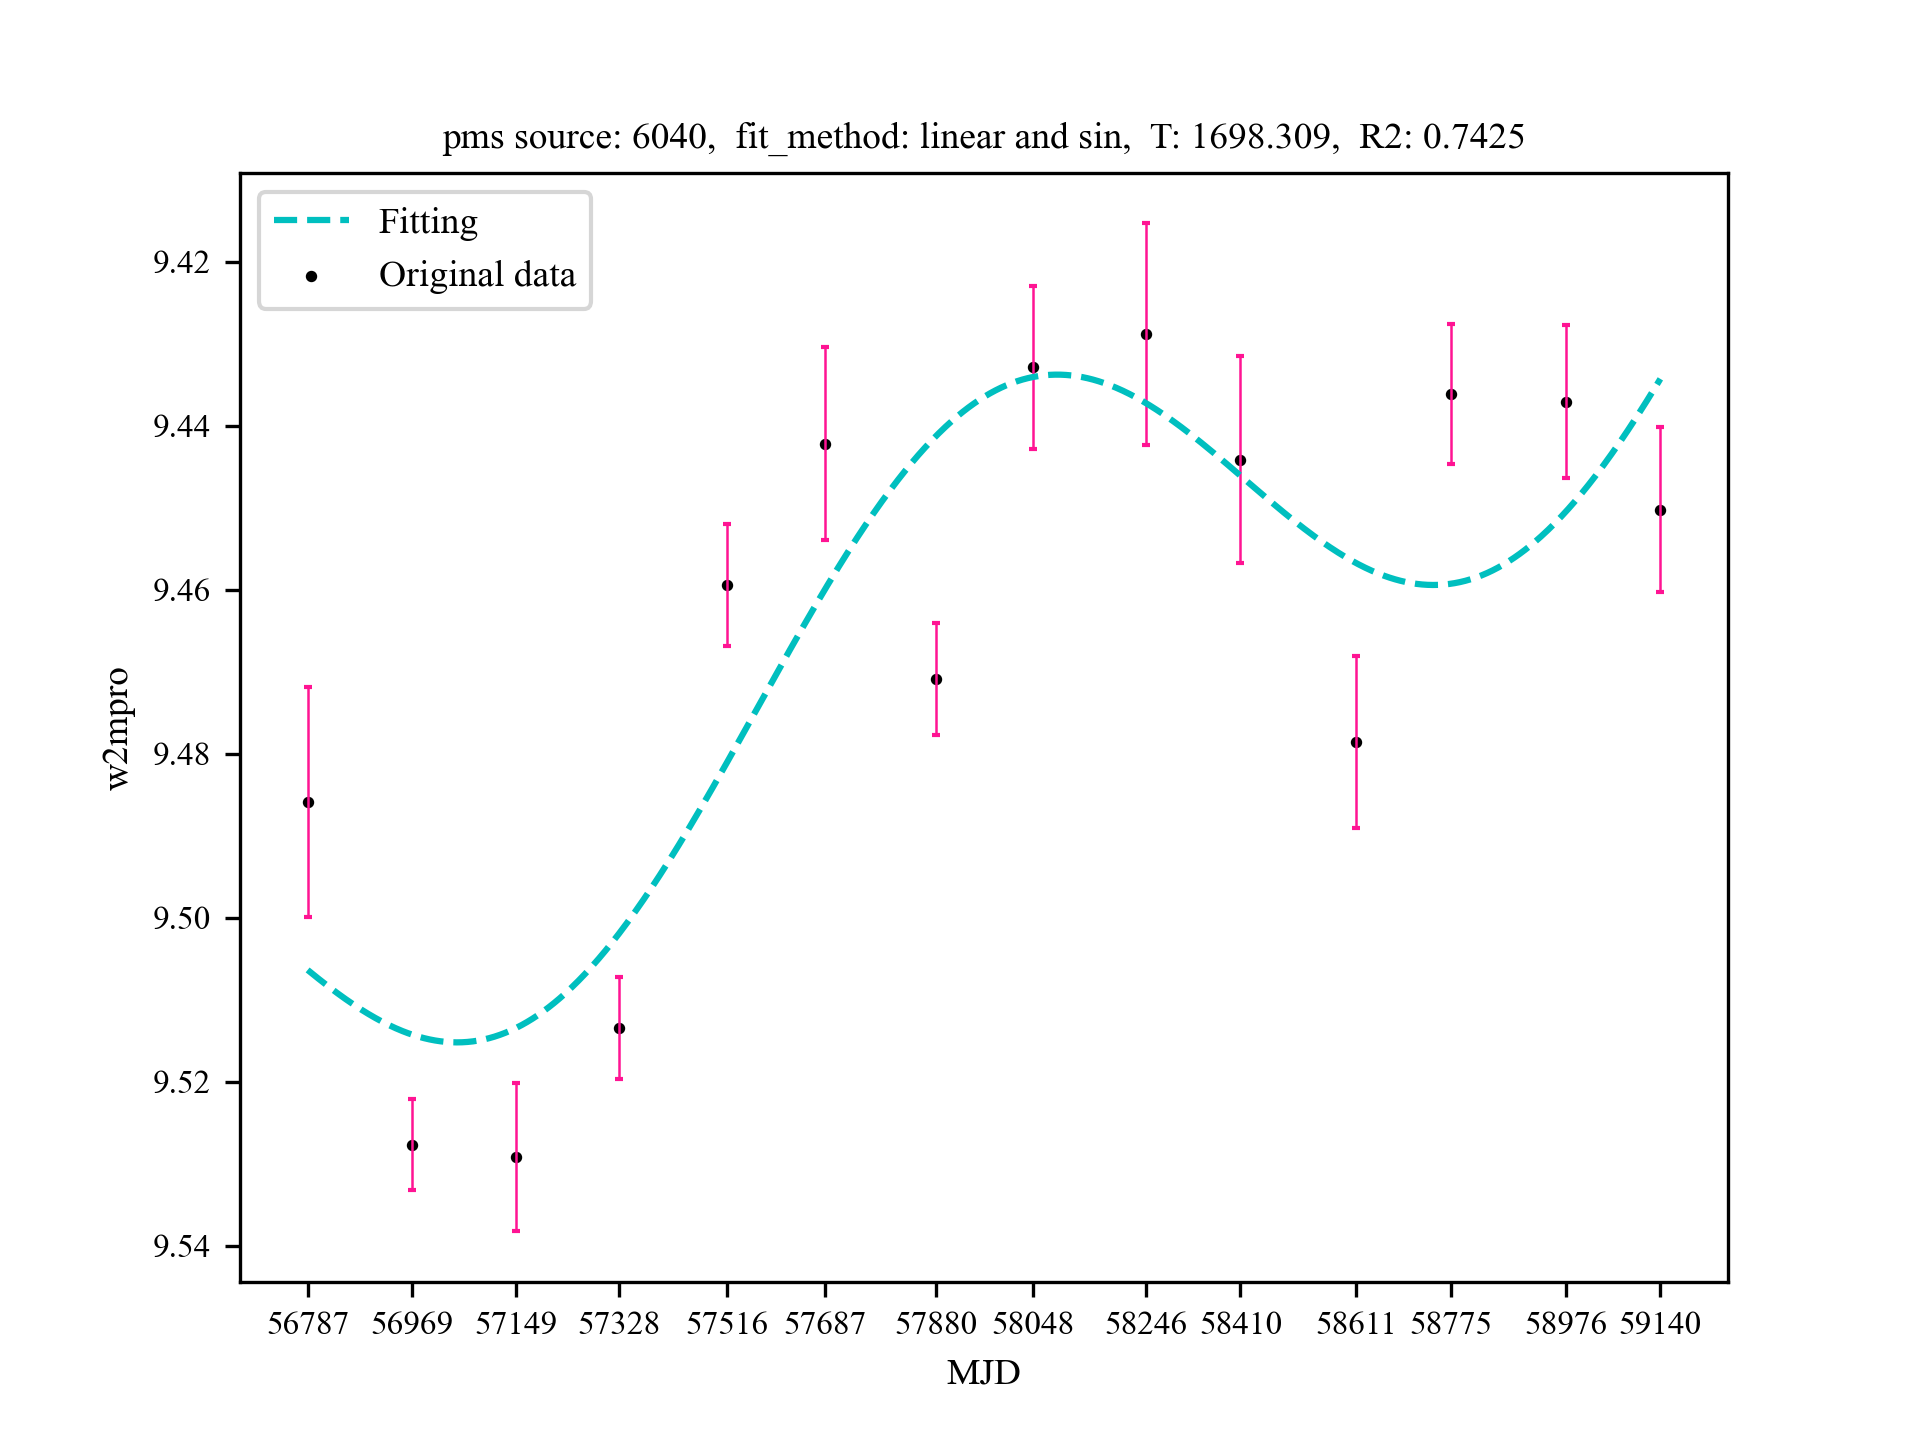 pms source: 6040,  fit_method: linear and sin,  T: 1698.309,  R2: 0.7425
Fitting
Original data
9.42
9.44
9.46
9.48
9.50
9.52
9.54
w2mpro
56787 56969 57149 57328 57516 57687 57880 58048 58246 58410 58611 58775 58976 59140
MJD